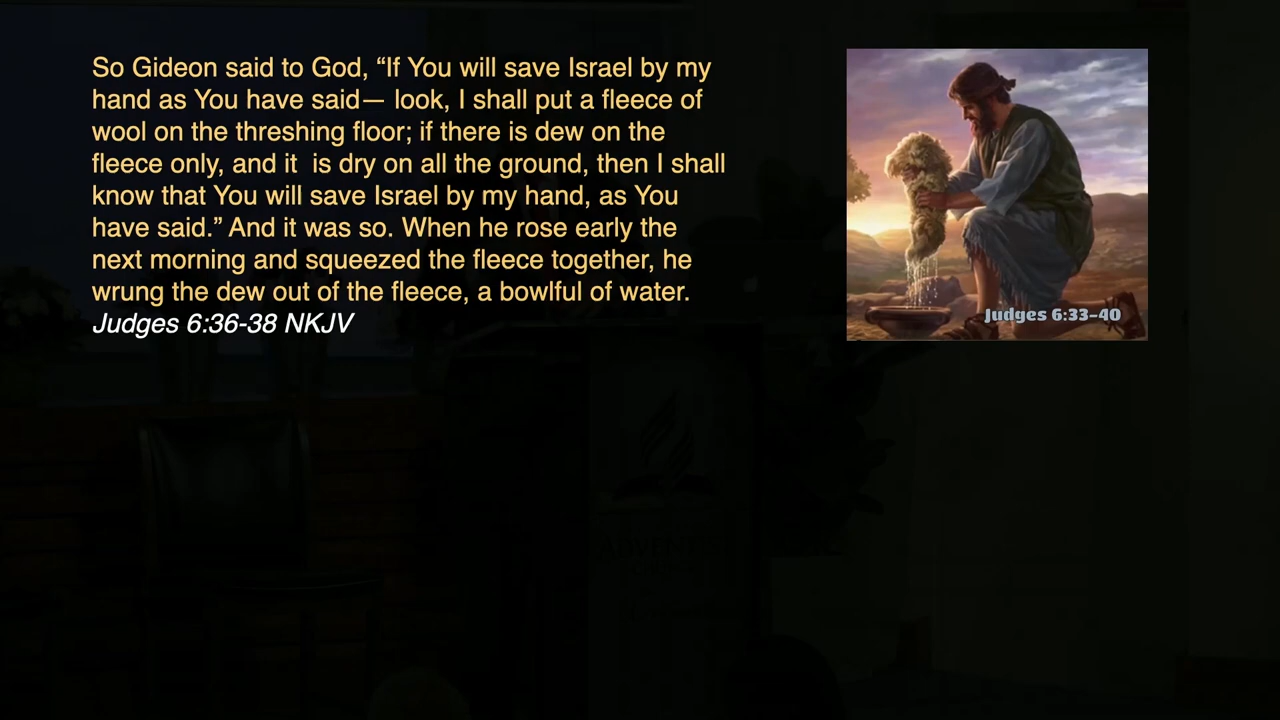 So Gideon said to God, “If You will save Israel by my
hand as You have said— look, I shall put a fleece of
wool on the threshing floor; if there is dew on the
fleece only, and it  is dry on all the ground, then I shall
know that You will save Israel by my hand, as You
have said.” And it was so. When he rose early the
next morning and squeezed the fleece together, he
wrung the dew out of the fleece, a bowlful of water.
Judges 6:36-38 NKJV
Judges 6:33-40